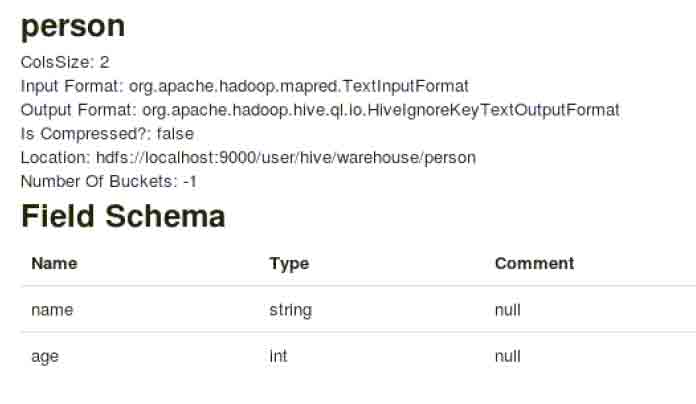 person
ColsSize: 2
Input Format: org.apache.hadoop.mapred.TextInputFormat
Output Format: org.apache.hadoop.hive.ql.io.HiveIgnoreKeyTextOutputFormat
Is Compressed?: false
Location: hdfs://localhost:9000/user/hive/warehouse/person
Number Of Buckets: -1
Field Schema
Name Type Comment
name string null
age int null